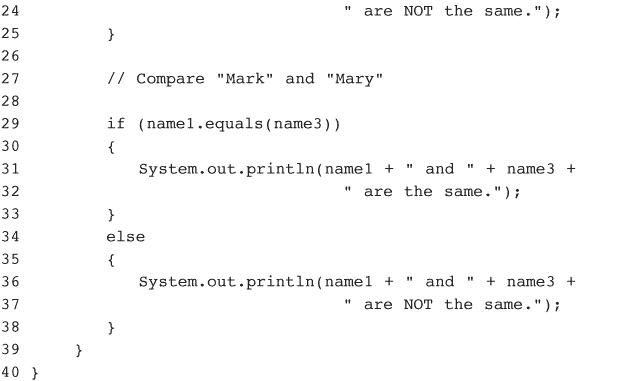 24                                " are NOT the same.");
25         }
26
27         // Compare "Mark" and "Mary"
28
29         if (name1.equals(name3))
30         {
31            System.out.println(name1 + " and " + name3 +
32                                " are the same.");
33         }
34         else
35         {
36            System.out.println(name1 + " and " + name3 +
37                                " are NOT the same.");
38         }
39      }
40 }